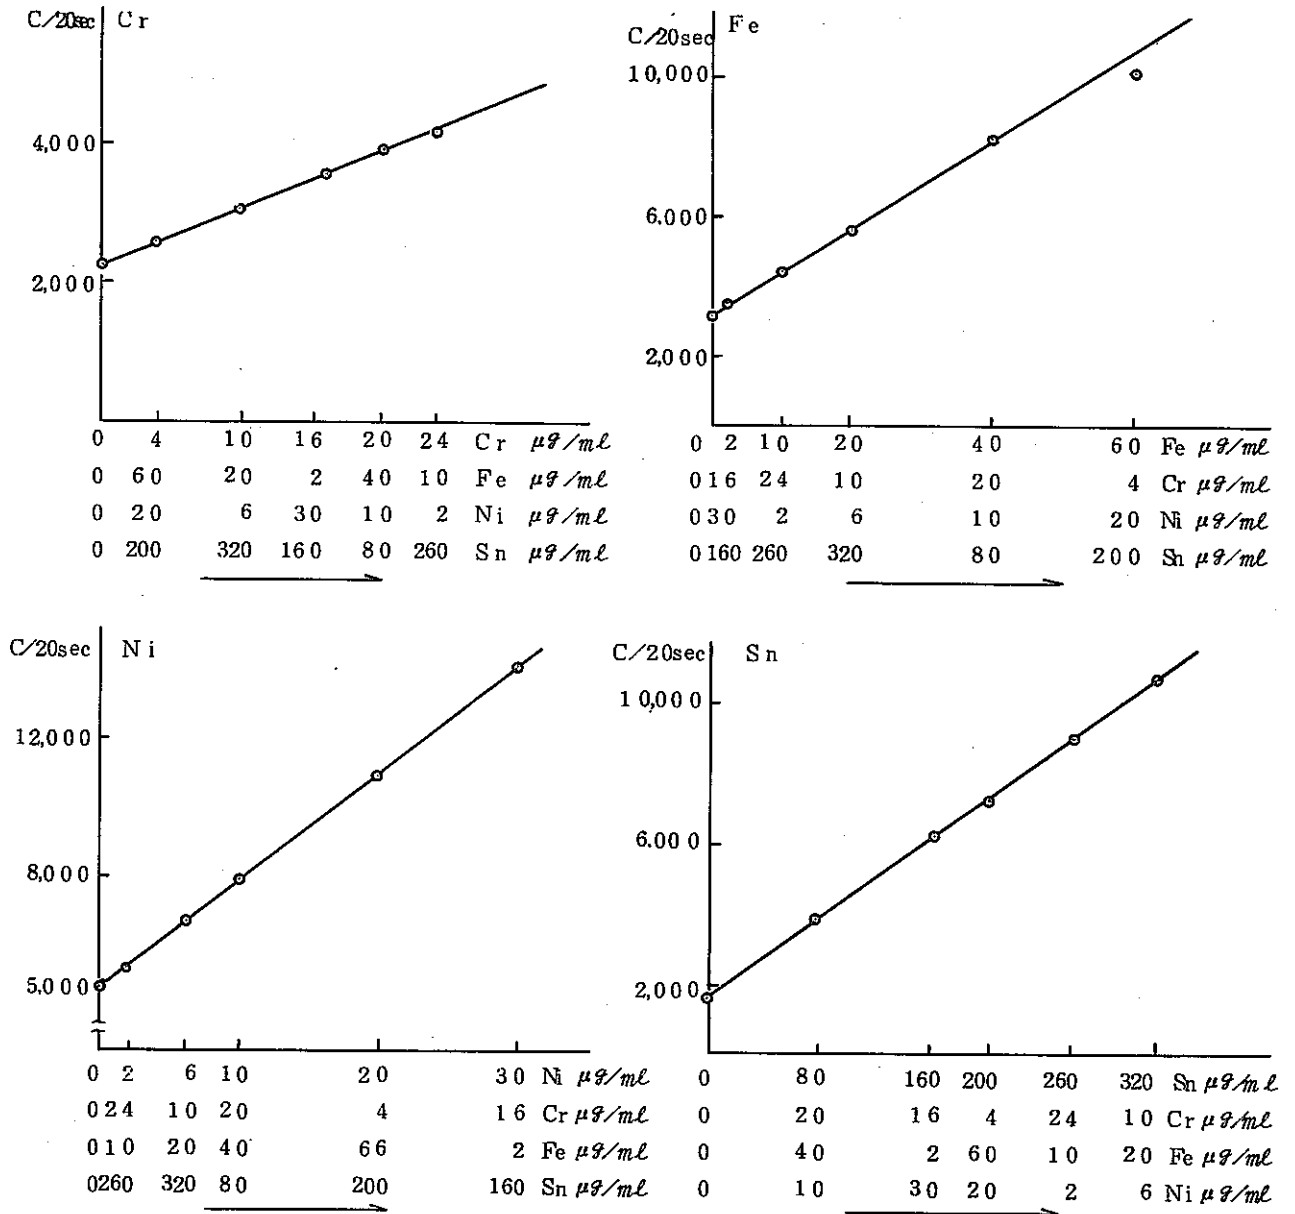 C/20sec Cr
4,000
2,000
0 4 10 16 20 24 Cr μg/ml
0 60 20 2 40 10 Fe μg/ml
0 20 6 30 10 2 Ni μg/ml
0 200 320 160 80 260 Sn μg/ml
C/20sec Fe
10,000
6.000
2,000
0 2 10 20 40 60 Fe μg/ml
0 16 24 10 20 4 Cr μg/ml
0 30 2 6 10 20 Ni μg/ml
0 160 260 320 80 200 Sn μg/ml
C/20sec Ni
12,000
8,000
5,000
0 2 6 10 20 30 Ni μg/ml
0 24 10 20 4 16 Cr μg/ml
0 10 20 40 66 2 Fe μg/ml
0 260 320 80 200 160 Sn μg/ml
C/20sec Sn
10,000
6.000
2,000
0 80 160 200 260 320 Sn μg/ml
0 20 16 4 24 10 Cr μg/ml
0 40 2 60 10 20 Fe μg/ml
0 10 30 20 2 6 Ni μg/ml